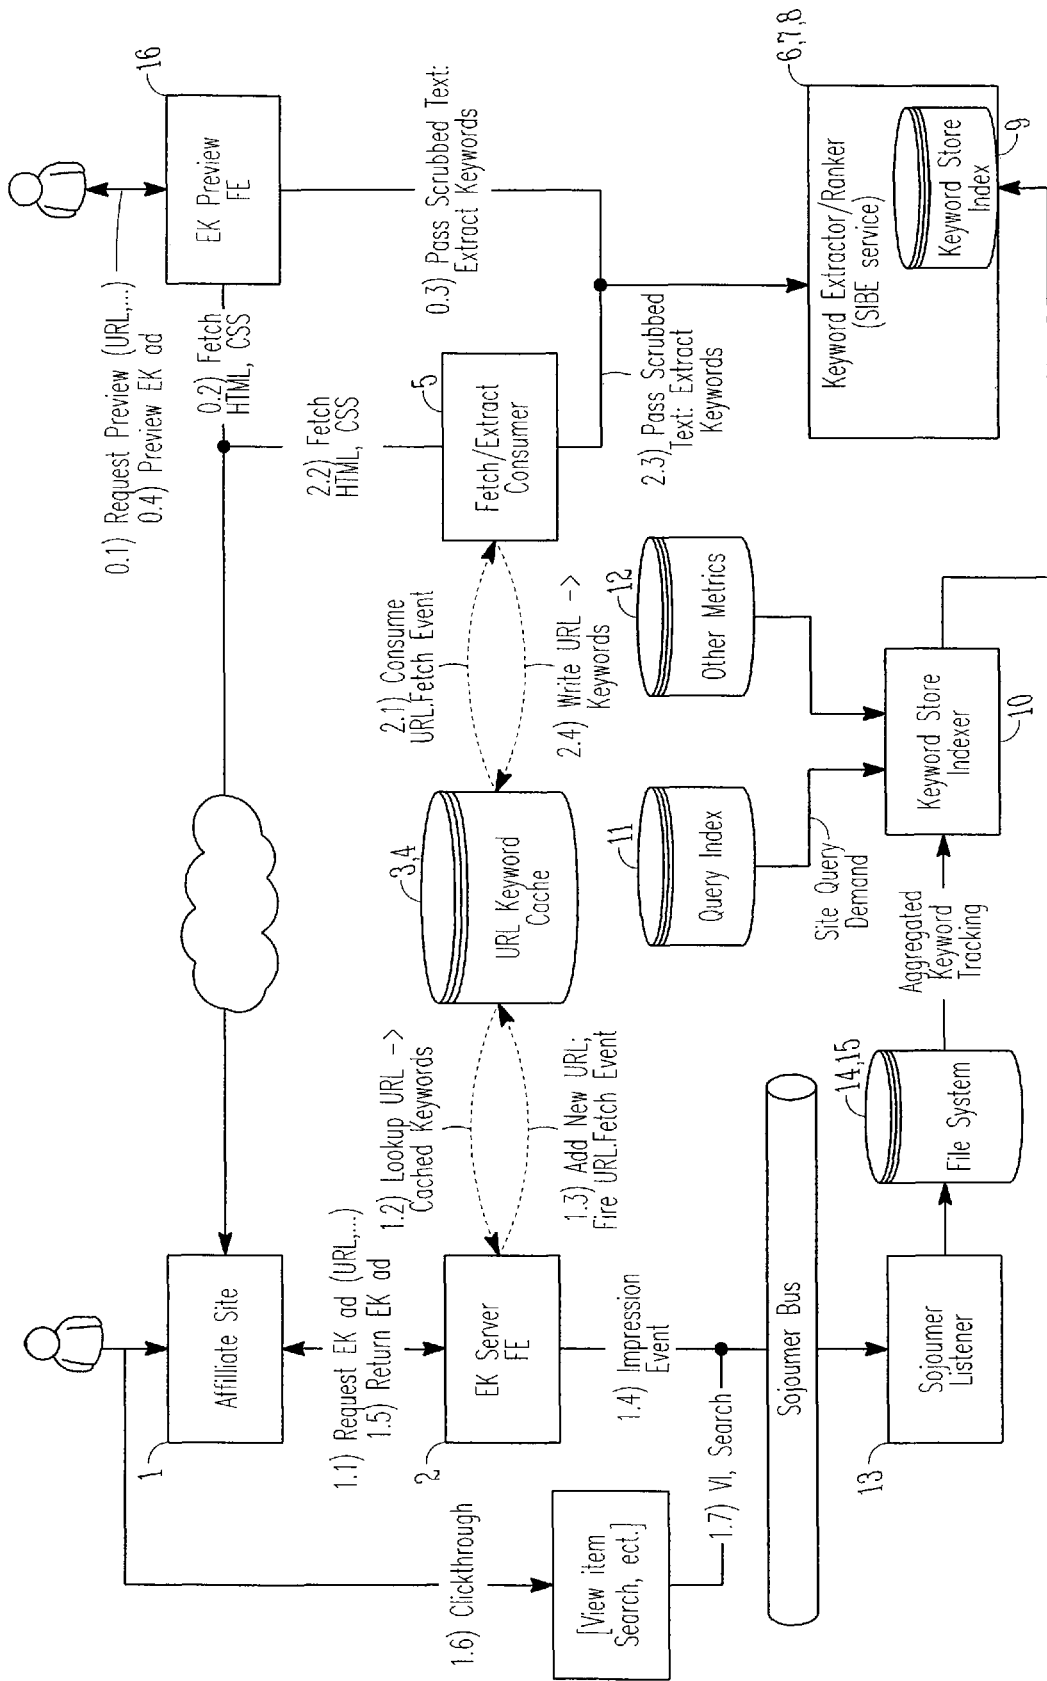 1
Affilliate Site
1.1) Request EK ad (URL,...)
1.5) Return EK ad
2
EK Server
FE
1.6) Clickthrough
[View item
Search, ect.]
1.4) Impression
Event
1.7) VI, Search
Sojoumer Bus
13
Sojoumer
Listener
14,15
File System
Aggregated
Keyword
Tracking
1.2) Lookup URL ->
Cached Keywords
1.3) Add New URL;
Fire URL.Fetch Event
3,4
URL Keyword
Cache
2.1) Consume
URL.Fetch Event
2.4) Write URL ->
Keywords
11
Query Index
Site Query
Demand
12
Other Metrics
Keyword Store
Indexer
10
0.1) Request Preview (URL,...)
0.4) Preview EK ad
16
EK Preview
FE
0.2) Fetch
HTML, CSS
2.2) Fetch
HTML, CSS
5
Fetch/Extract
Consumer
0.3) Pass Scrubbed Text:
Extract Keywords
2.3) Pass Scrubbed
Text: Extract
Keywords
6,7,8
Keyword Extractor/Ranker
(SIBE service)
Keyword Store
Index
9